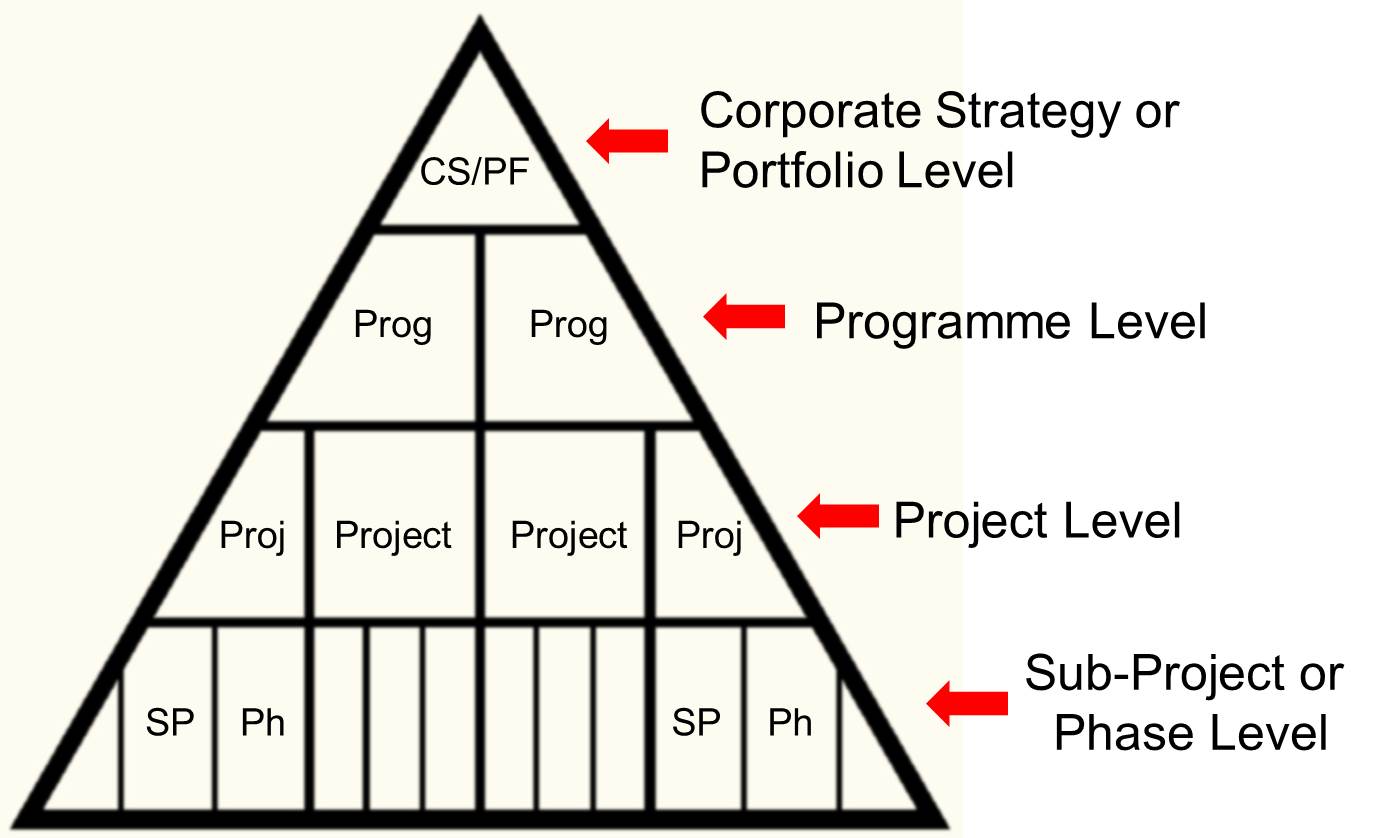 Corporate Strategy or
Portfolio Level
CS/PF
Prog Prog
Programme Level
Proj Project Project Proj
Project Level
SP Ph SP Ph
Sub-Project or
Phase Level